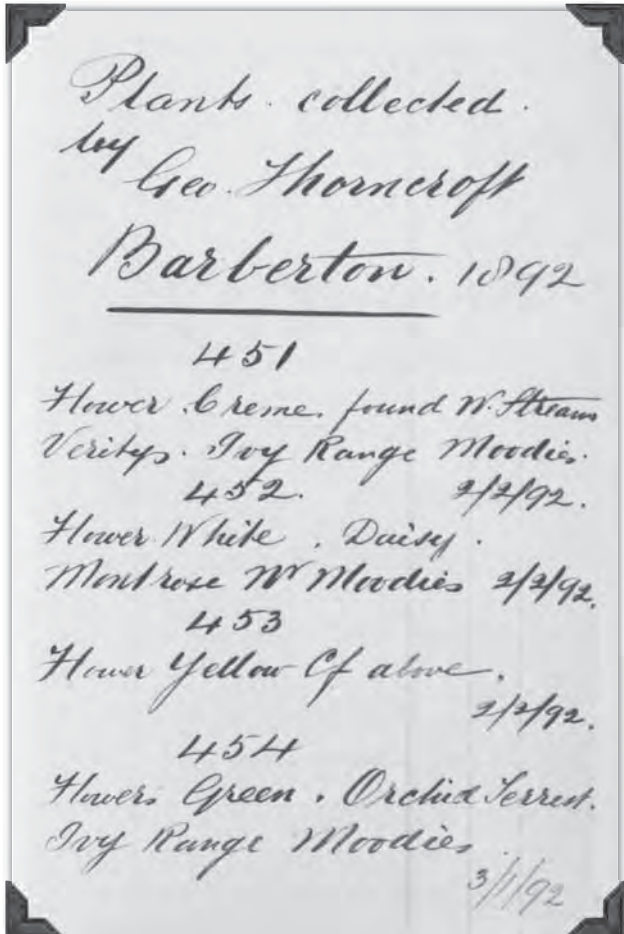 Plants. collected.
by
Geo. Thorncroft
Barberton. 1892
451
Flower Creme. found W. Stream
Veritys. Ivy Range Moodies.
452. 2/2/92.
Flower White. Daisy.
Montrose Nr Moodies 2/2/92.
453
Flower Yellow Cf above.
2/2/92.
454
Flowers Green. Orchid Terrest.
Ivy Range Moodies.
3/1/92